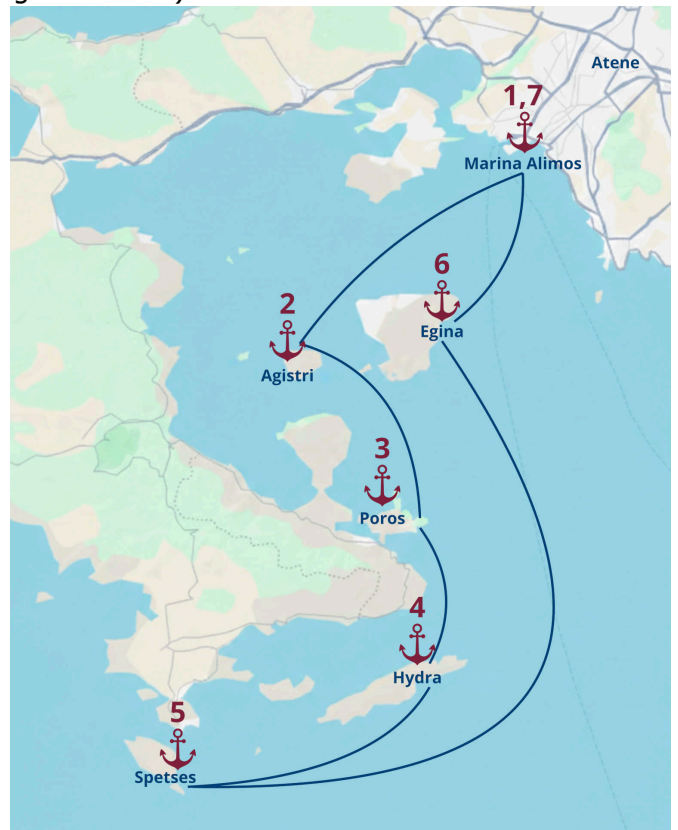 Atene
1,7
Marina Alimos
6
Egina
2
Agistri
3
Poros
4
Hydra
5
Spetses